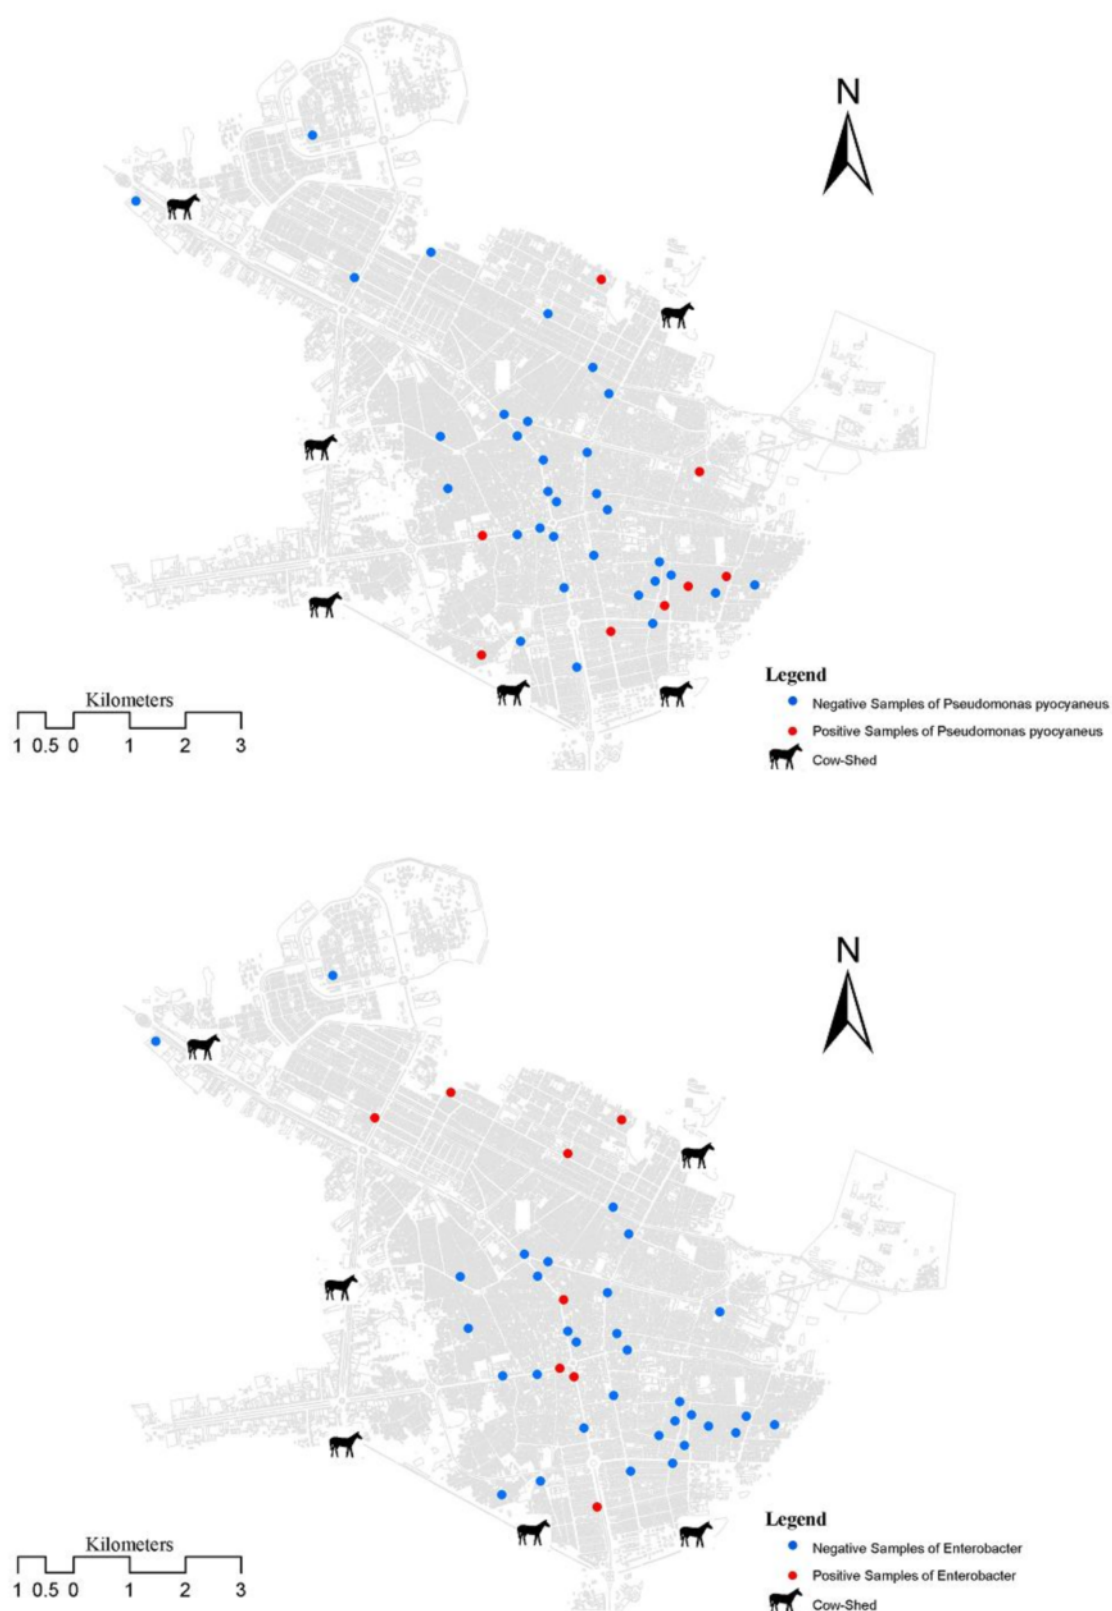 N
Kilometers
1 0.5 0 1 2 3
Legend
Negative Samples of Pseudomonas pyocyaneus
Positive Samples of Pseudomonas pyocyaneus
Cow-Shed
N
Kilometers
1 0.5 0 1 2 3
Legend
Negative Samples of Enterobacter
Positive Samples of Enterobacter
Cow-Shed